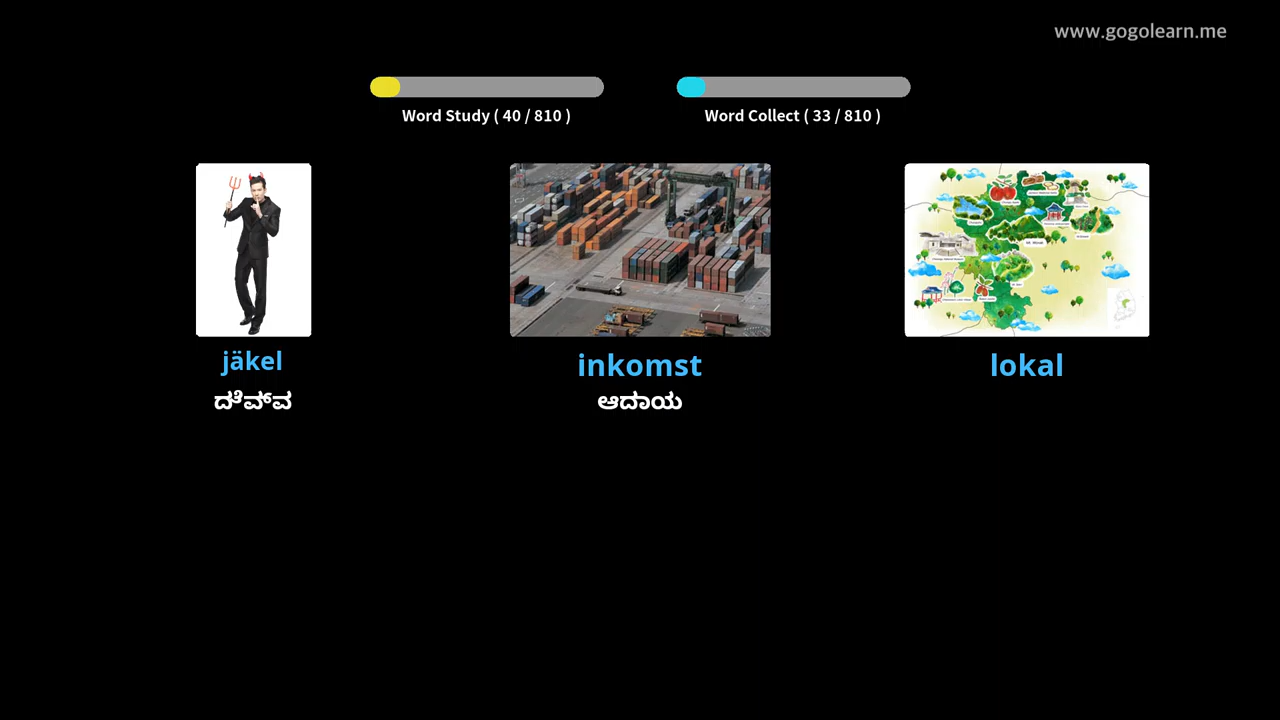 www.gogolearn.me
Word Study ( 40 / 810 )
Word Collect ( 33 / 810 )
jäkel
inkomst
lokal
ದೆವ್ವ
ಆದಾಯ